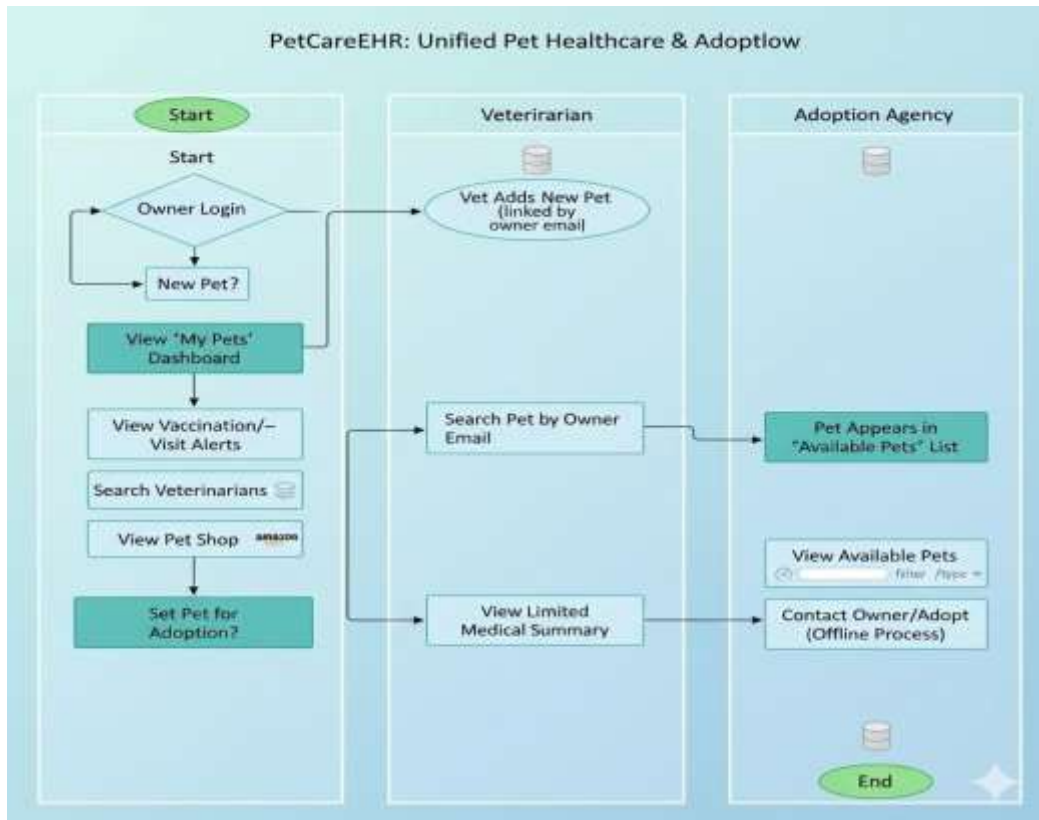 PetCareEHR: Unified Pet Healthcare & Adoptlow
Start
Start
Owner Login
New Pet?
View "My Pets'
Dashboard
View Vaccination/–
Visit Alerts
Search Veterinarians
View Pet Shop amazon
Set Pet for
Adoption?
Veterirarian
Vet Adds New Pet
(linked by
owner email)
Search Pet by Owner
Email
View Limited
Medical Summary
Adoption Agency
Pet Appears in
"Available Pets" List
View Available Pets
filter /type
Contact Owner/Adopt
(Offline Process)
End